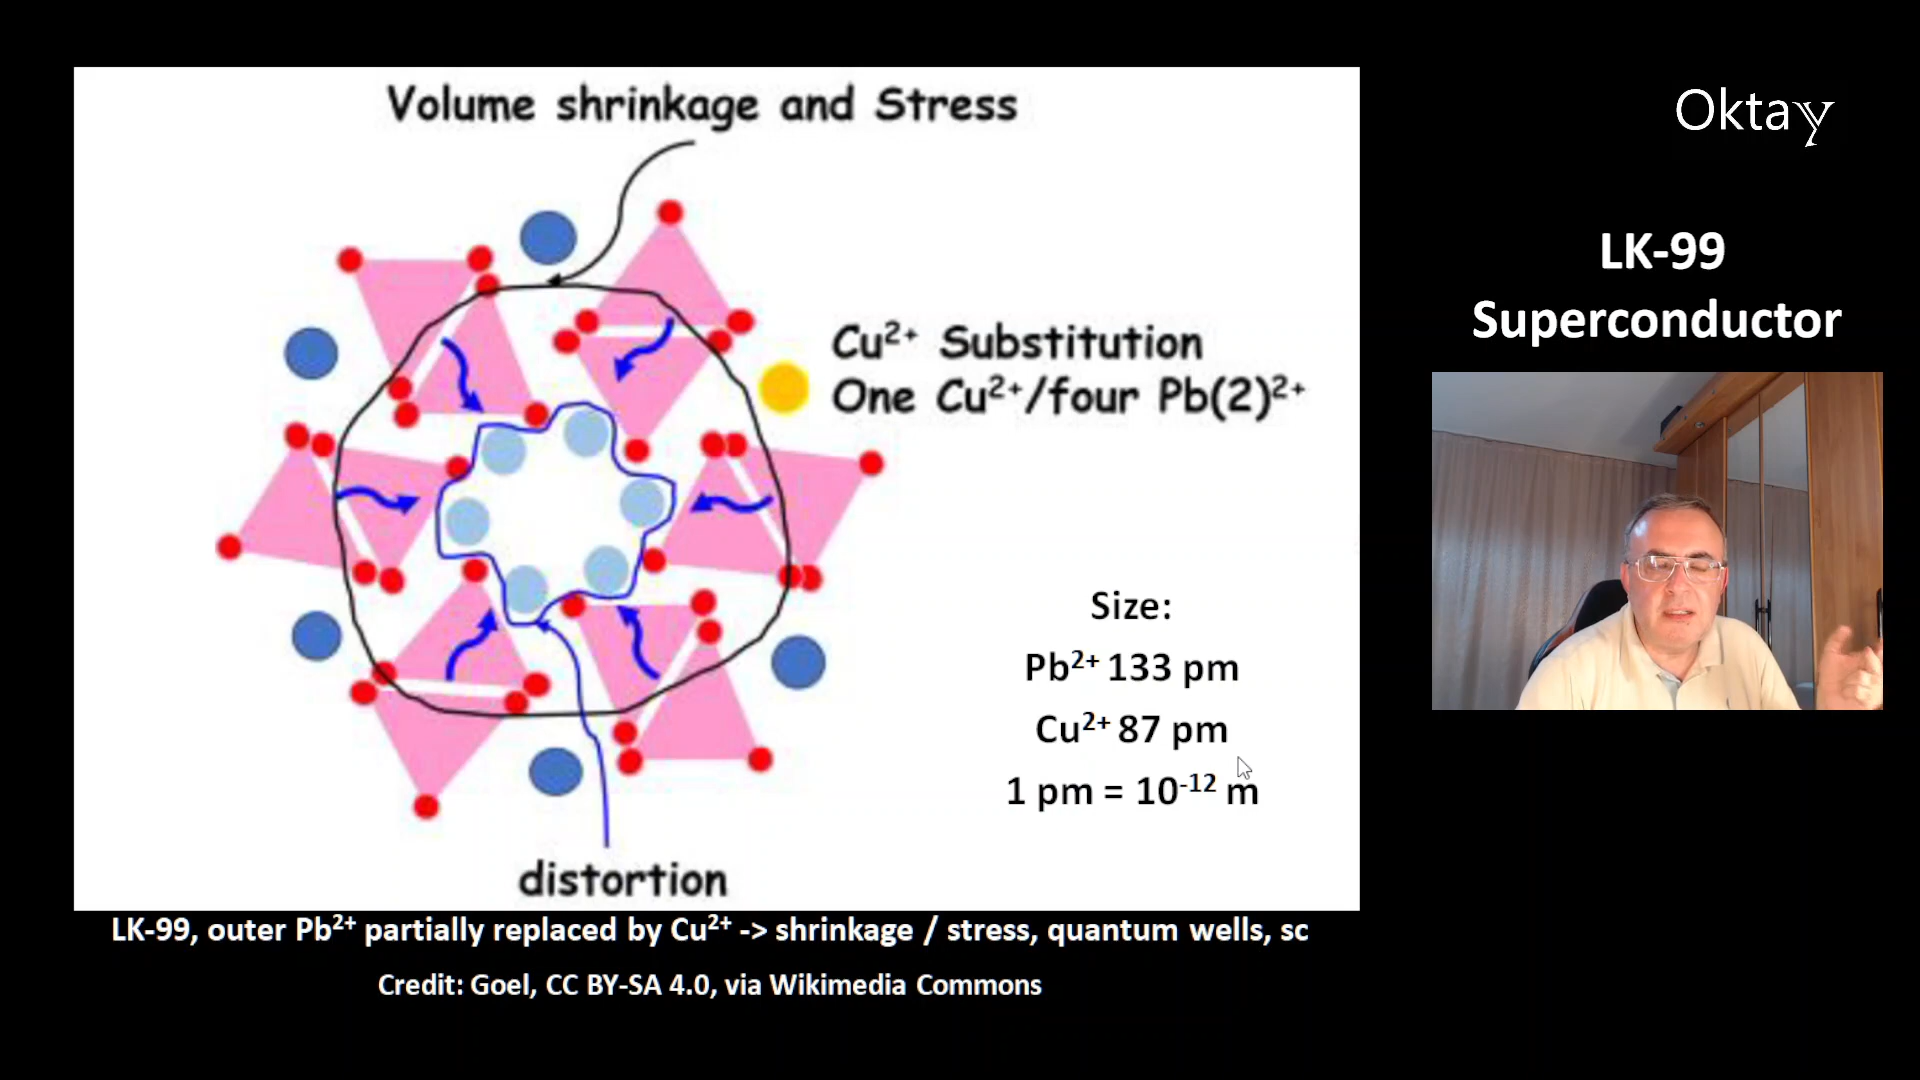 Volume shrinkage and Stress
Cu²⁺ Substitution
One Cu²⁺/four Pb(2)²⁺
Size:
Pb²⁺ 133 pm
Cu²⁺ 87 pm
1 pm = 10⁻¹² m
distortion
LK-99, outer Pb²⁺ partially replaced by Cu²⁺ -> shrinkage / stress, quantum wells, sc
Credit: Goel, CC BY-SA 4.0, via Wikimedia Commons
Oktay
LK-99
Superconductor